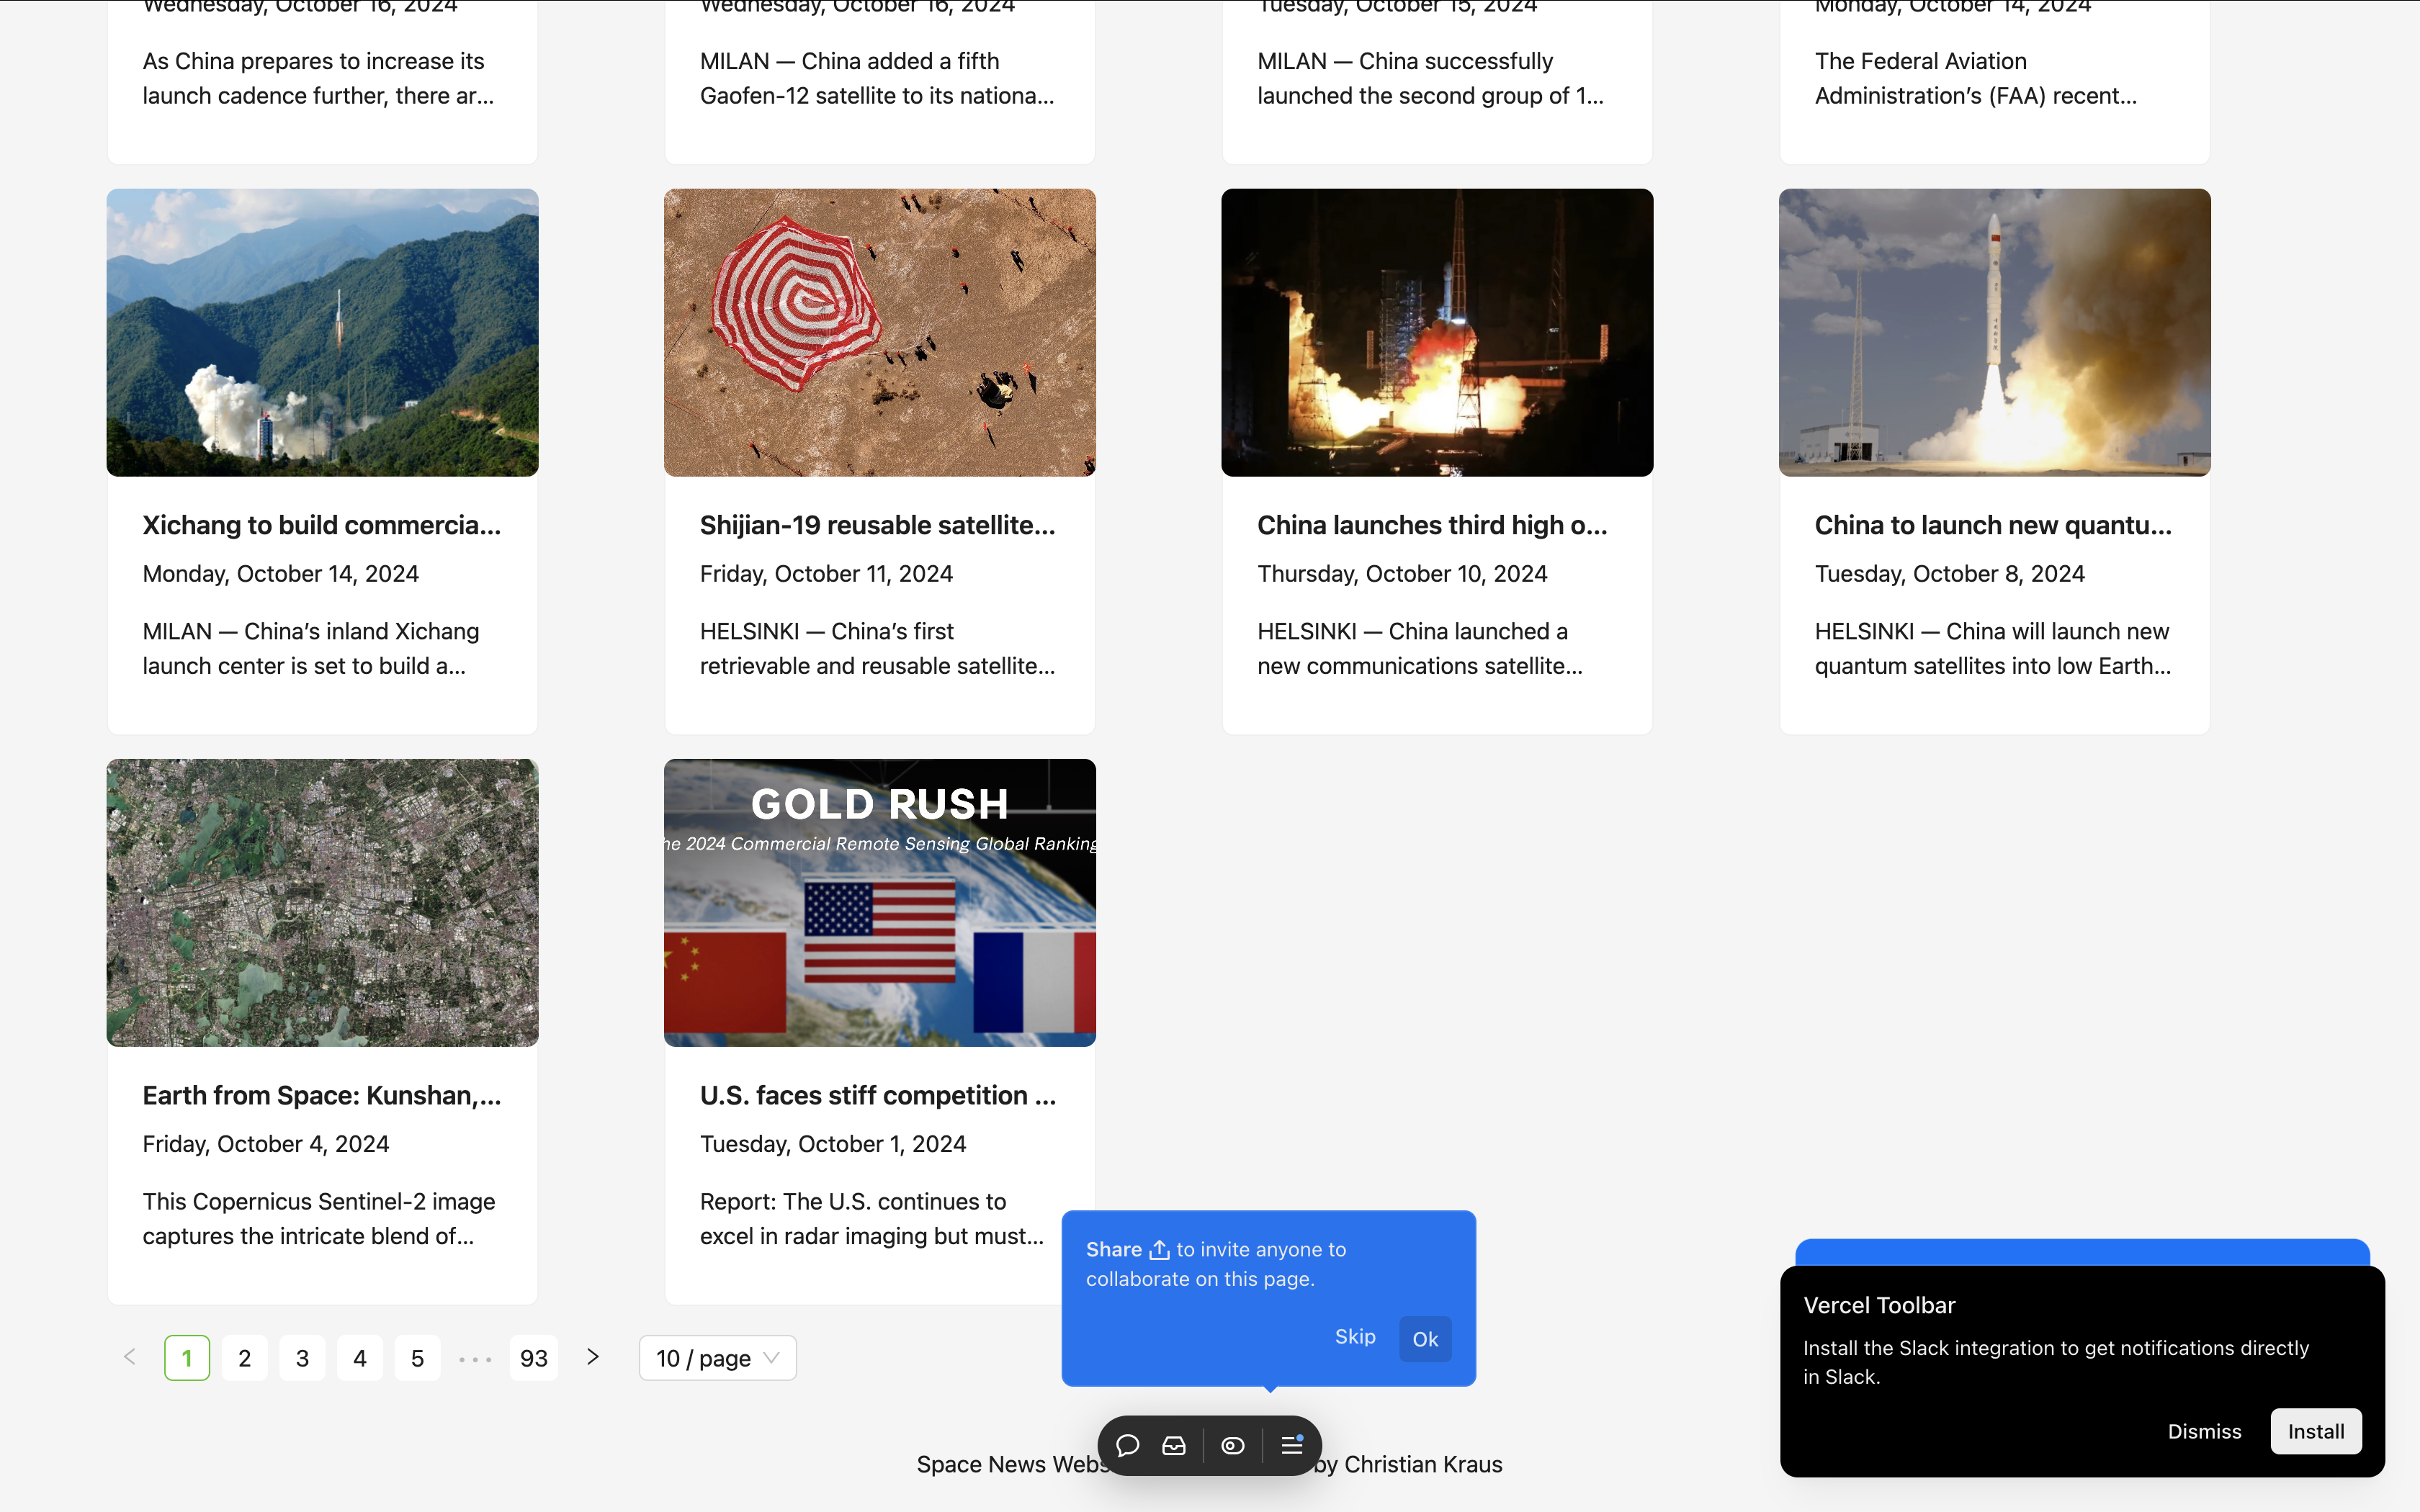 Wednesday, October 16, 2024
Wednesday, October 16, 2024
Tuesday, October 15, 2024
Monday, October 14, 2024
As China prepares to increase its
launch cadence further, there ar...
MILAN — China added a fifth
Gaofen-12 satellite to its nationa...
MILAN — China successfully
launched the second group of 1...
The Federal Aviation
Administration’s (FAA) recent...
Xichang to build commercia...
Monday, October 14, 2024
MILAN — China’s inland Xichang
launch center is set to build a...
Shijian-19 reusable satellite...
Friday, October 11, 2024
HELSINKI — China’s first
retrievable and reusable satellite...
China launches third high o...
Thursday, October 10, 2024
HELSINKI — China launched a
new communications satellite...
China to launch new quantu...
Tuesday, October 8, 2024
HELSINKI — China will launch new
quantum satellites into low Earth...
Earth from Space: Kunshan,...
Friday, October 4, 2024
This Copernicus Sentinel-2 image
captures the intricate blend of...
GOLD RUSH
he 2024 Commercial Remote Sensing Global Ranking
U.S. faces stiff competition ...
Tuesday, October 1, 2024
Report: The U.S. continues to
excel in radar imaging but must...
Share to invite anyone to
collaborate on this page.
Skip
Ok
Vercel Toolbar
Install the Slack integration to get notifications directly
in Slack.
Dismiss
Install
1 2 3 4 5 ••• 93
10 / page
Space News Webs by Christian Kraus